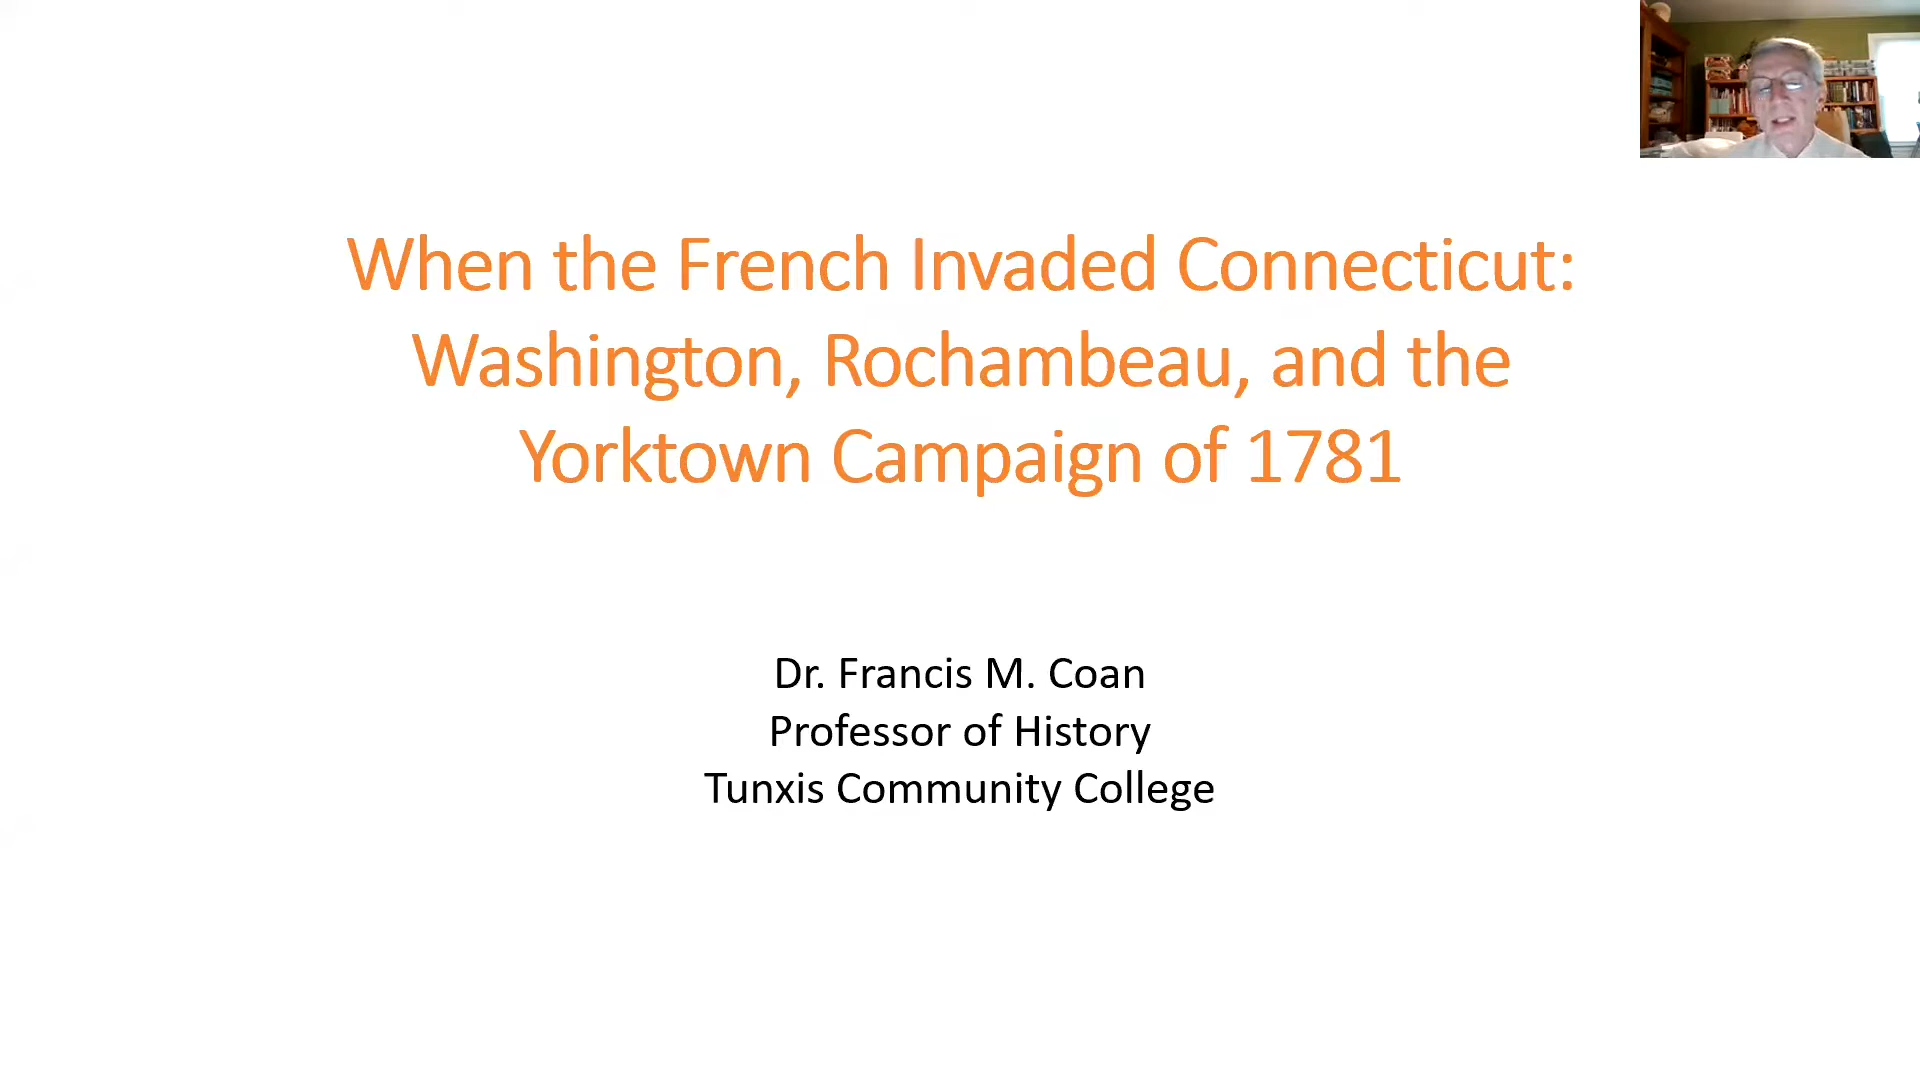 When the French Invaded Connecticut:
Washington, Rochambeau, and the
Yorktown Campaign of 1781
Dr. Francis M. Coan
Professor of History
Tunxis Community College